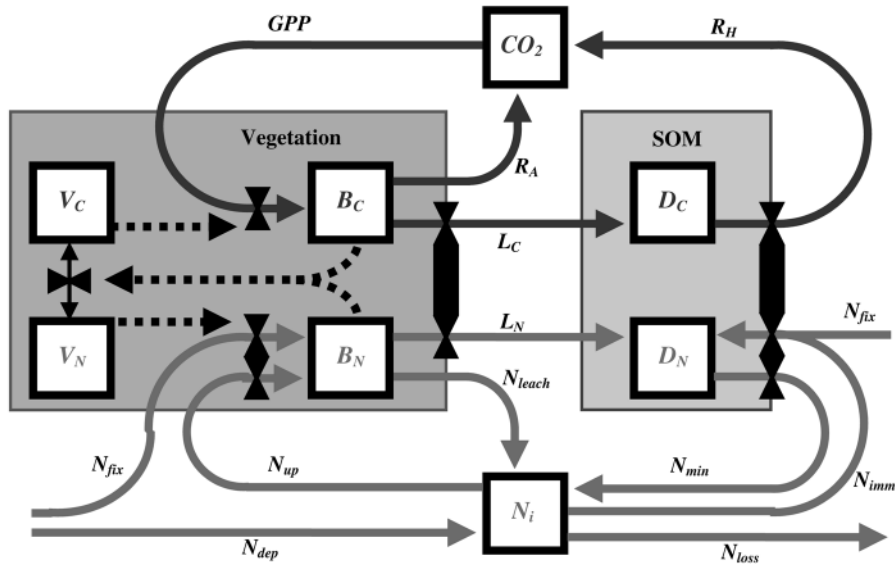 GPP
CO2
RH
Vegetation
SOM
RA
VC
BC
DC
LC
LN
Nfix
VN
BN
DN
Nleach
Nfix
Nup
Nmin
Nimm
Ni
Ndep
Nloss